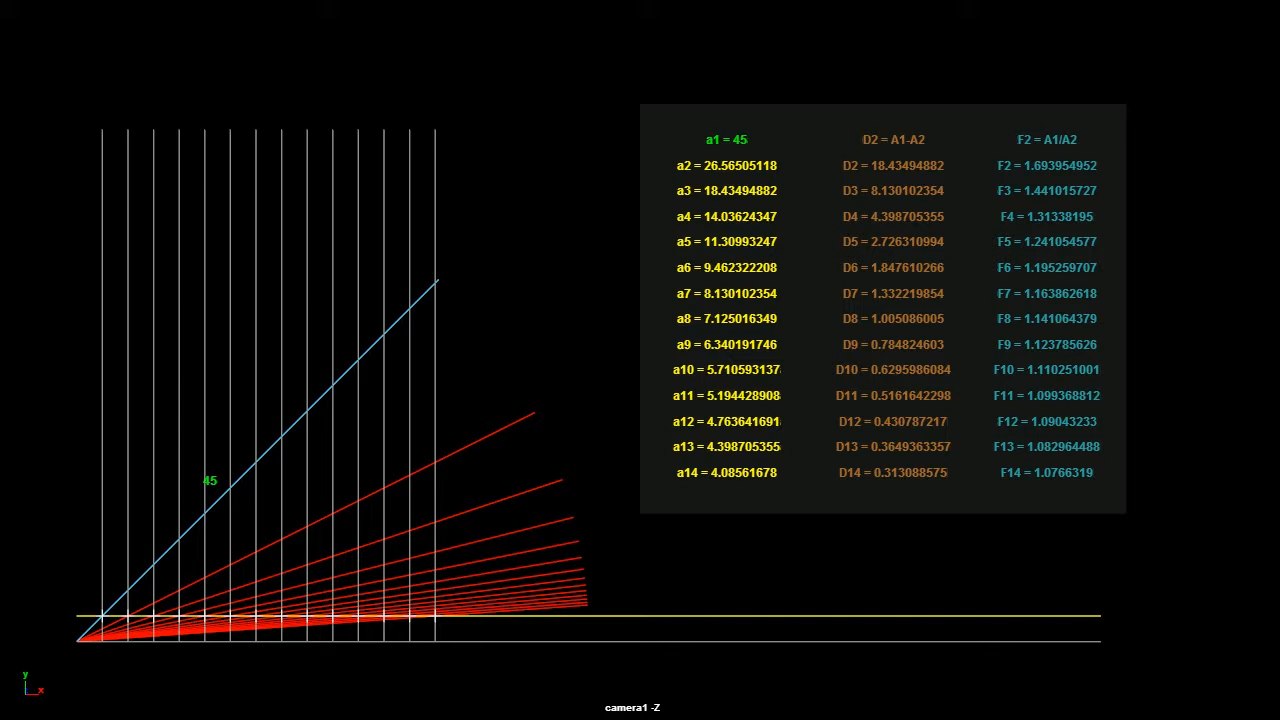 a1 = 45 D2 = A1-A2 F2 = A1/A2
a2 = 26.56505118 D2 = 18.43494882 F2 = 1.693954952
a3 = 18.43494882 D3 = 8.130102354 F3 = 1.441015727
a4 = 14.03624347 D4 = 4.398705355 F4 = 1.31338195
a5 = 11.30993247 D5 = 2.726310994 F5 = 1.241054577
a6 = 9.462322208 D6 = 1.847610266 F6 = 1.195259707
a7 = 8.130102354 D7 = 1.332219854 F7 = 1.163862618
a8 = 7.125016349 D8 = 1.005086005 F8 = 1.141064379
a9 = 6.340191746 D9 = 0.784824603 F9 = 1.123785626
a10 = 5.710593137 D10 = 0.6295986084 F10 = 1.110251001
a11 = 5.194428908 D11 = 0.5161642298 F11 = 1.099368812
a12 = 4.763641691 D12 = 0.430787217 F12 = 1.09043233
a13 = 4.398705355 D13 = 0.3649363357 F13 = 1.082964488
a14 = 4.08561678 D14 = 0.313088575 F14 = 1.0766319
45
y
x
camera1 -Z